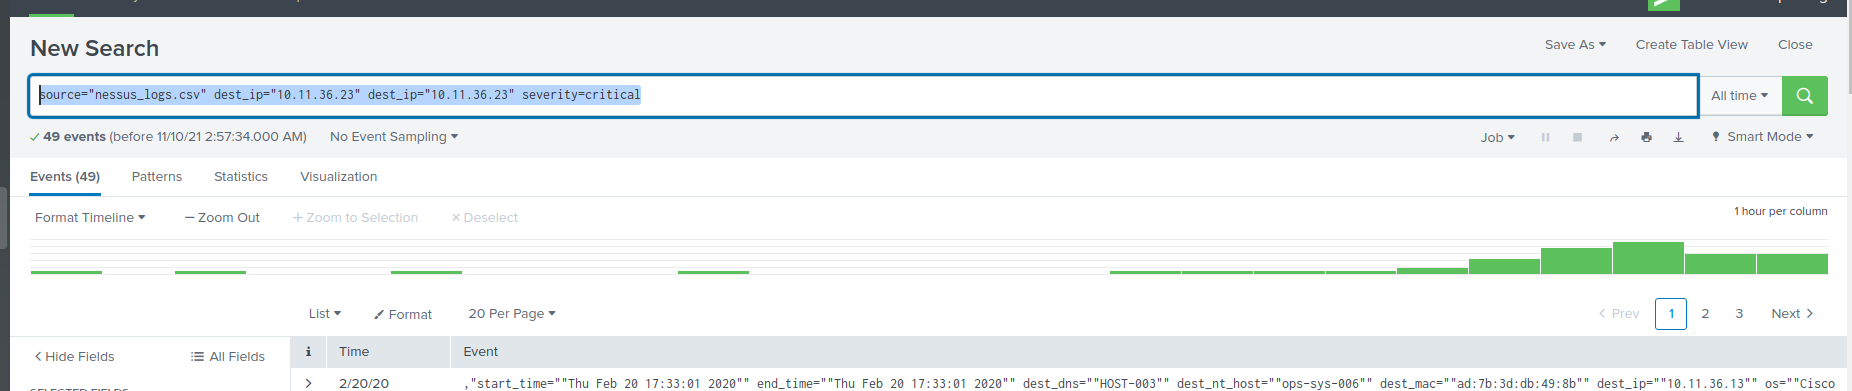 New Search
Save As Create Table View Close
source="nessus_logs.csv" dest_ip="10.11.36.23" dest_ip="10.11.36.23" severity=critical
All time
49 events (before 11/10/21 2:57:34.000 AM) No Event Sampling
Job Smart Mode
Events (49) Patterns Statistics Visualization
Format Timeline — Zoom Out + Zoom to Selection × Deselect
1 hour per column
List Format 20 Per Page
< Prev 1 2 3 Next >
< Hide Fields All Fields
i Time Event
> 2/20/20 ,"start_time=""Thu Feb 20 17:33:01 2020"" end_time=""Thu Feb 20 17:33:01 2020"" dest_dns=""HOST-003"" dest_nt_host=""ops-sys-006"" dest_mac=""ad:7b:3d:db:49:8b"" dest_ip=""10.11.36.13"" os=""Cisco